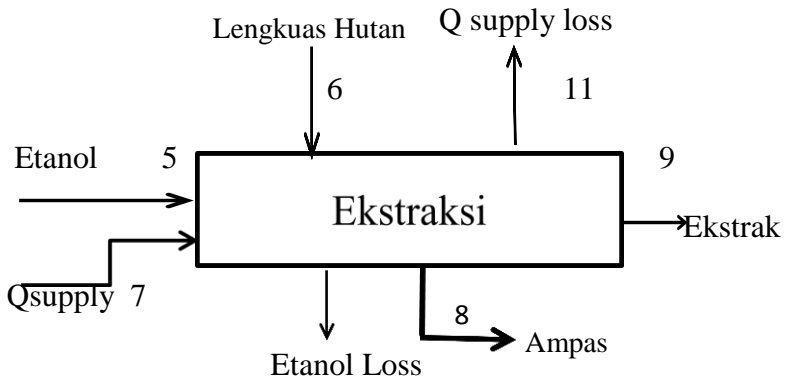 Lengkuas Hutan
Q supply loss
6
11
Etanol 5
9
Ekstraksi
Ekstrak
Qsupply 7
8
Ampas
Etanol Loss